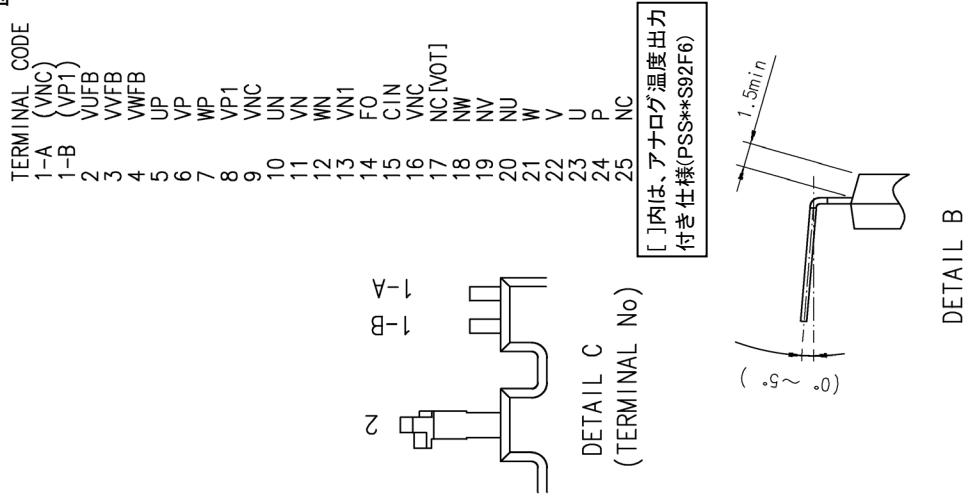 TERMINAL CODE
1-A (VNC)
1-B (VP1)
2 VUFB
3 VVFB
4 VWFB
5 UP
6 VP
7 WP
8 VP1
9 VNC
10 UN
11 VN
12 WN
13 VN1
14 FO
15 CIN
16 VNC
17 NC[VOT]
18 NW
19 NV
20 NU
21 W
22 V
23 U
24 P
25 NC
[ ]内は、アナログ温度出力
付き仕様(PSS**S92F6)
1-A
1-B
2
DETAIL C
(TERMINAL No)
1.5min
(0°~5°)
DETAIL B